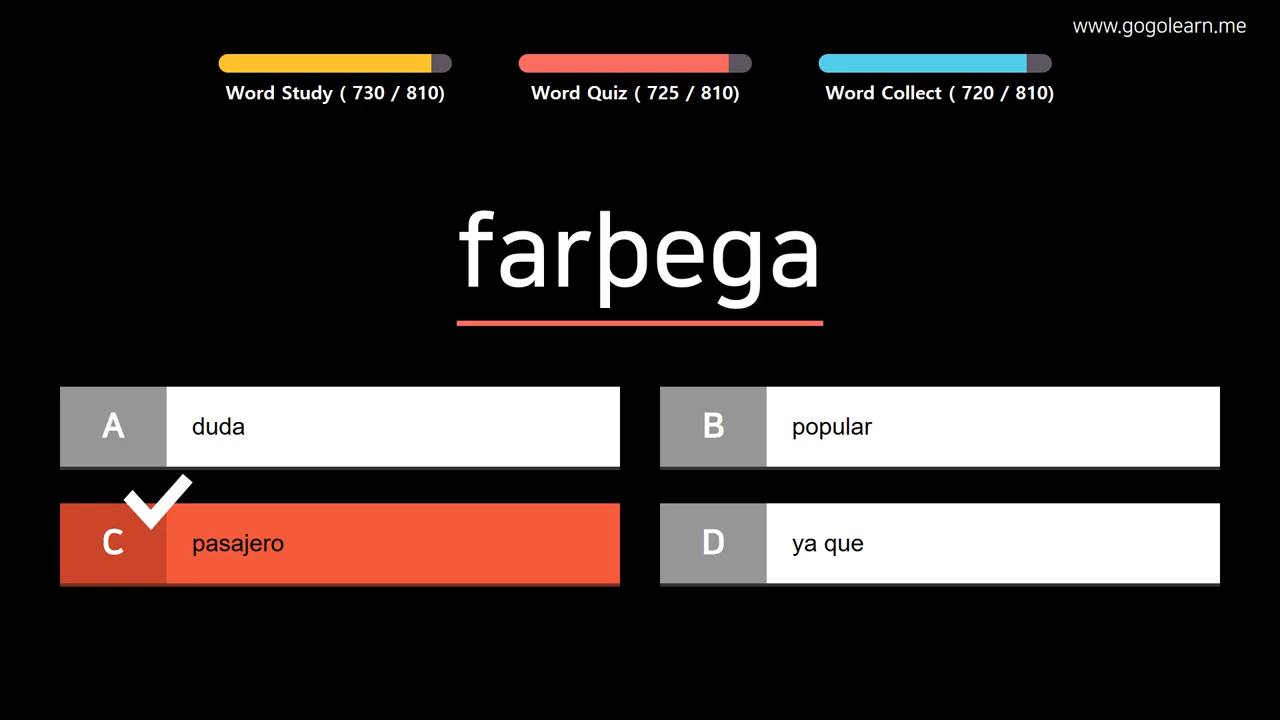 www.gogolearn.me
Word Study ( 730 / 810)
Word Quiz ( 725 / 810)
Word Collect ( 720 / 810)
farþega
A duda
B popular
C pasajero
D ya que